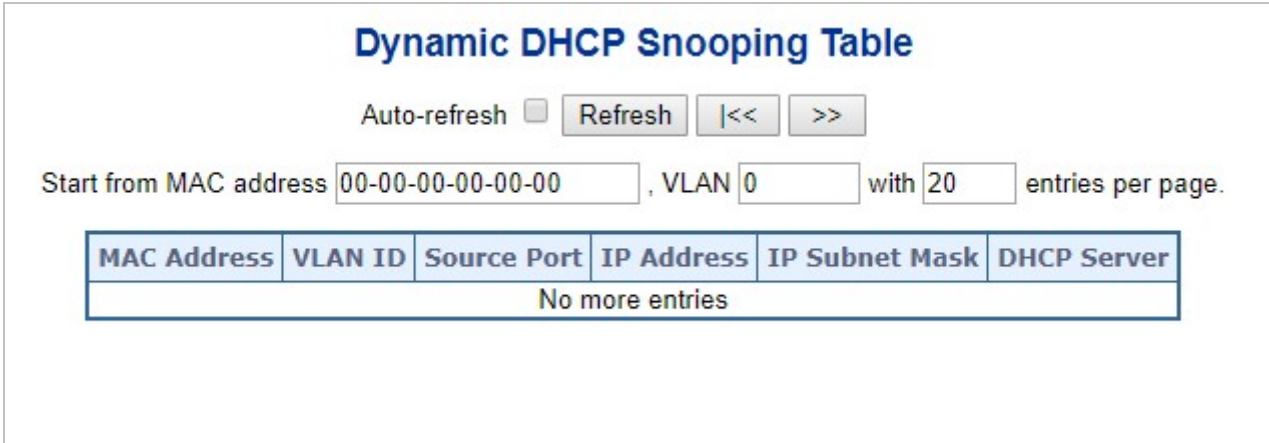 Dynamic DHCP Snooping Table
Auto-refresh Refresh |<< >>
Start from MAC address 00-00-00-00-00-00 , VLAN 0 with 20 entries per page.
MAC Address VLAN ID Source Port IP Address IP Subnet Mask DHCP Server
No more entries